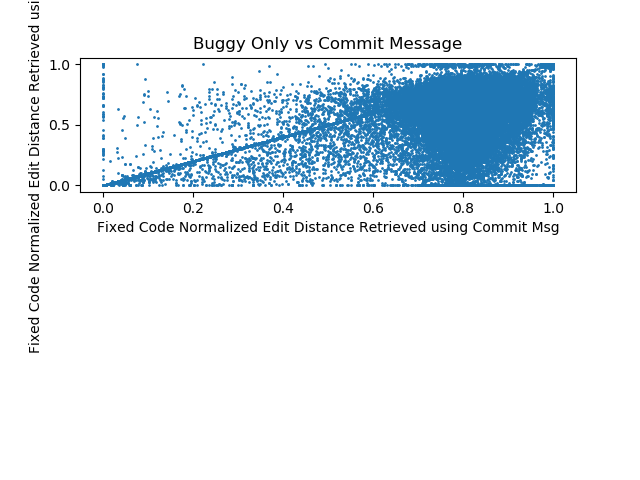 Buggy Only vs Commit Message
Fixed Code Normalized Edit Distance Retrieved usi
1.0
0.5
0.0
0.0 0.2 0.4 0.6 0.8 1.0
Fixed Code Normalized Edit Distance Retrieved using Commit Msg